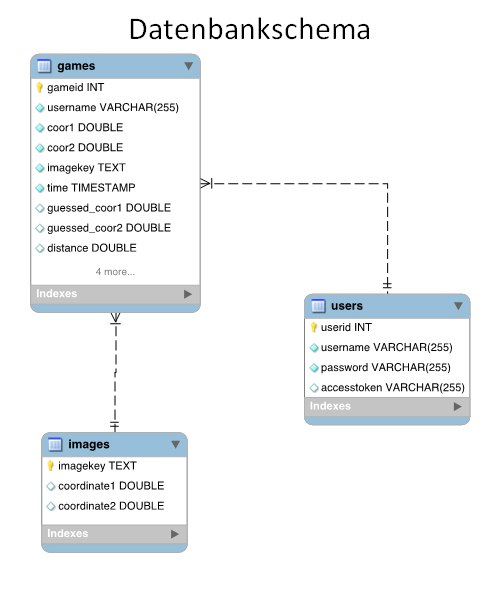 Datenbankschema
games
gameid INT
username VARCHAR(255)
coor1 DOUBLE
coor2 DOUBLE
imagekey TEXT
time TIMESTAMP
guessed_coor1 DOUBLE
guessed_coor2 DOUBLE
distance DOUBLE
4 more...
Indexes
users
userid INT
username VARCHAR(255)
password VARCHAR(255)
accesstoken VARCHAR(255)
Indexes
images
imagekey TEXT
coordinate1 DOUBLE
coordinate2 DOUBLE
Indexes